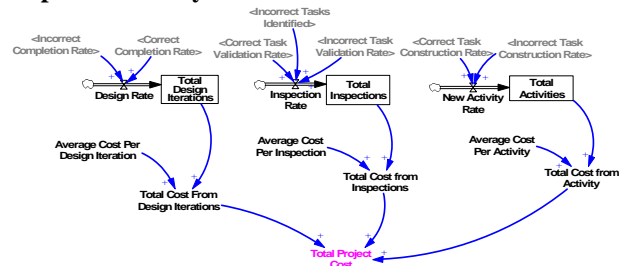 <Incorrect Tasks
Identified>
<Incorrect
Completion Rate>
<Correct
Completion Rate>
<Correct Task
Validation Rate>
<Incorrect Task
Validation Rate>
<Correct Task
Construction Rate>
<Incorrect Task
Construction Rate>
Design Rate
Total
Design
Iterations
Inspection
Rate
Total
Inspections
New Activity
Rate
Total
Activities
Average Cost Per
Design Iteration
Average Cost
Per Inspection
Average Cost
Per Activity
Total Cost From
Design Iterations
Total Cost from
Inspections
Total Cost from
Activity
Total Project
Cost